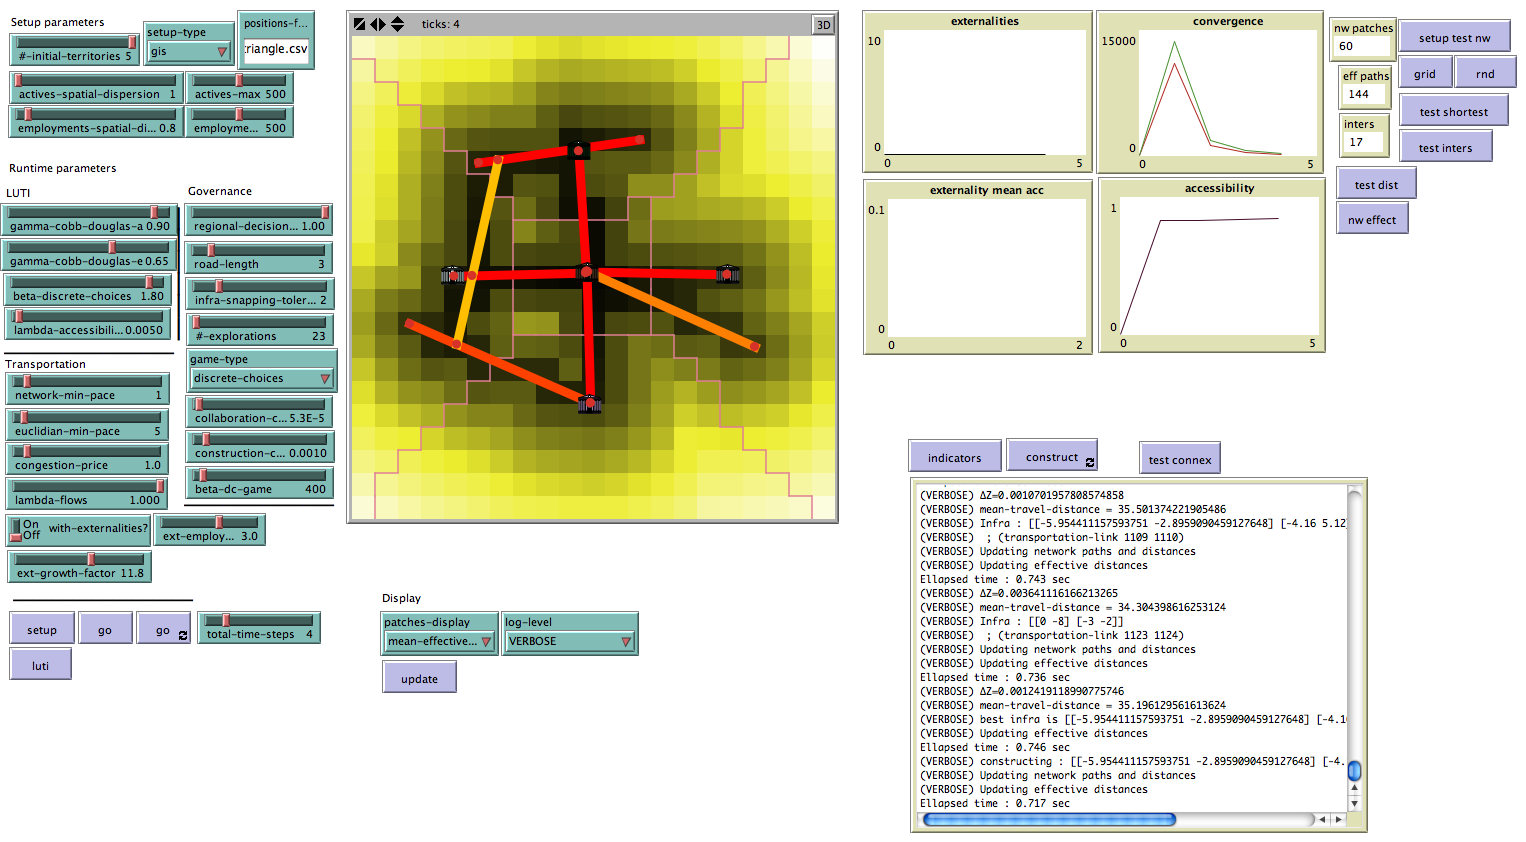 Setup parameters
#-initial-territories 5
setup-type
gis
positions-f...
triangle.csv
actives-spatial-dispersion 1
actives-max 500
employments-spatial-di... 0.8
employme... 500
Runtime parameters
LUTI
gamma-cobb-douglas-a 0.90
gamma-cobb-douglas-e 0.65
beta-discrete-choices 1.80
lambda-accessibili... 0.0050
Governance
regional-decision... 1.00
road-length 3
infra-snapping-toler... 2
#-explorations 23
game-type
discrete-choices
collaboration-c... 5.3E-5
construction-c... 0.0010
beta-dc-game 400
Transportation
network-min-pace 1
euclidian-min-pace 5
congestion-price 1.0
lambda-flows 1.000
On
Off
with-externalities?
ext-employ... 3.0
ext-growth-factor 11.8
setup
go
go
total-time-steps 4
luti
ticks: 4
3D
Display
patches-display
mean-effective...
log-level
VERBOSE
update
externalities
10
0
0
5
convergence
15000
0
0
5
externality mean acc
0.1
0
0
2
accessibility
1
0
0
5
nw patches
60
eff paths
144
inters
17
setup test nw
grid
rnd
test shortest
test inters
test dist
nw effect
indicators
construct
test connex
(VERBOSE) ΔZ=0.0010701957808574858
(VERBOSE) mean-travel-distance = 35.501374221905486
(VERBOSE) Infra : [[-5.954411157593751 -2.8959090459127648] [-4.16 5.12
(VERBOSE)  ; (transportation-link 1109 1110)
(VERBOSE) Updating network paths and distances
(VERBOSE) Updating effective distances
Ellapsed time : 0.743 sec
(VERBOSE) ΔZ=0.003641116166213265
(VERBOSE) mean-travel-distance = 34.304398616253124
(VERBOSE) Infra : [[0 -8] [-3 -2]]
(VERBOSE)  ; (transportation-link 1123 1124)
(VERBOSE) Updating network paths and distances
(VERBOSE) Updating effective distances
Ellapsed time : 0.736 sec
(VERBOSE) ΔZ=0.0012419118990775746
(VERBOSE) mean-travel-distance = 35.196129561613624
(VERBOSE) best infra is [[-5.954411157593751 -2.8959090459127648] [-4.1
(VERBOSE) Updating effective distances
Ellapsed time : 0.746 sec
(VERBOSE) constructing : [[-5.954411157593751 -2.8959090459127648] [-4.
(VERBOSE) Updating network paths and distances
(VERBOSE) Updating effective distances
Ellapsed time : 0.717 sec